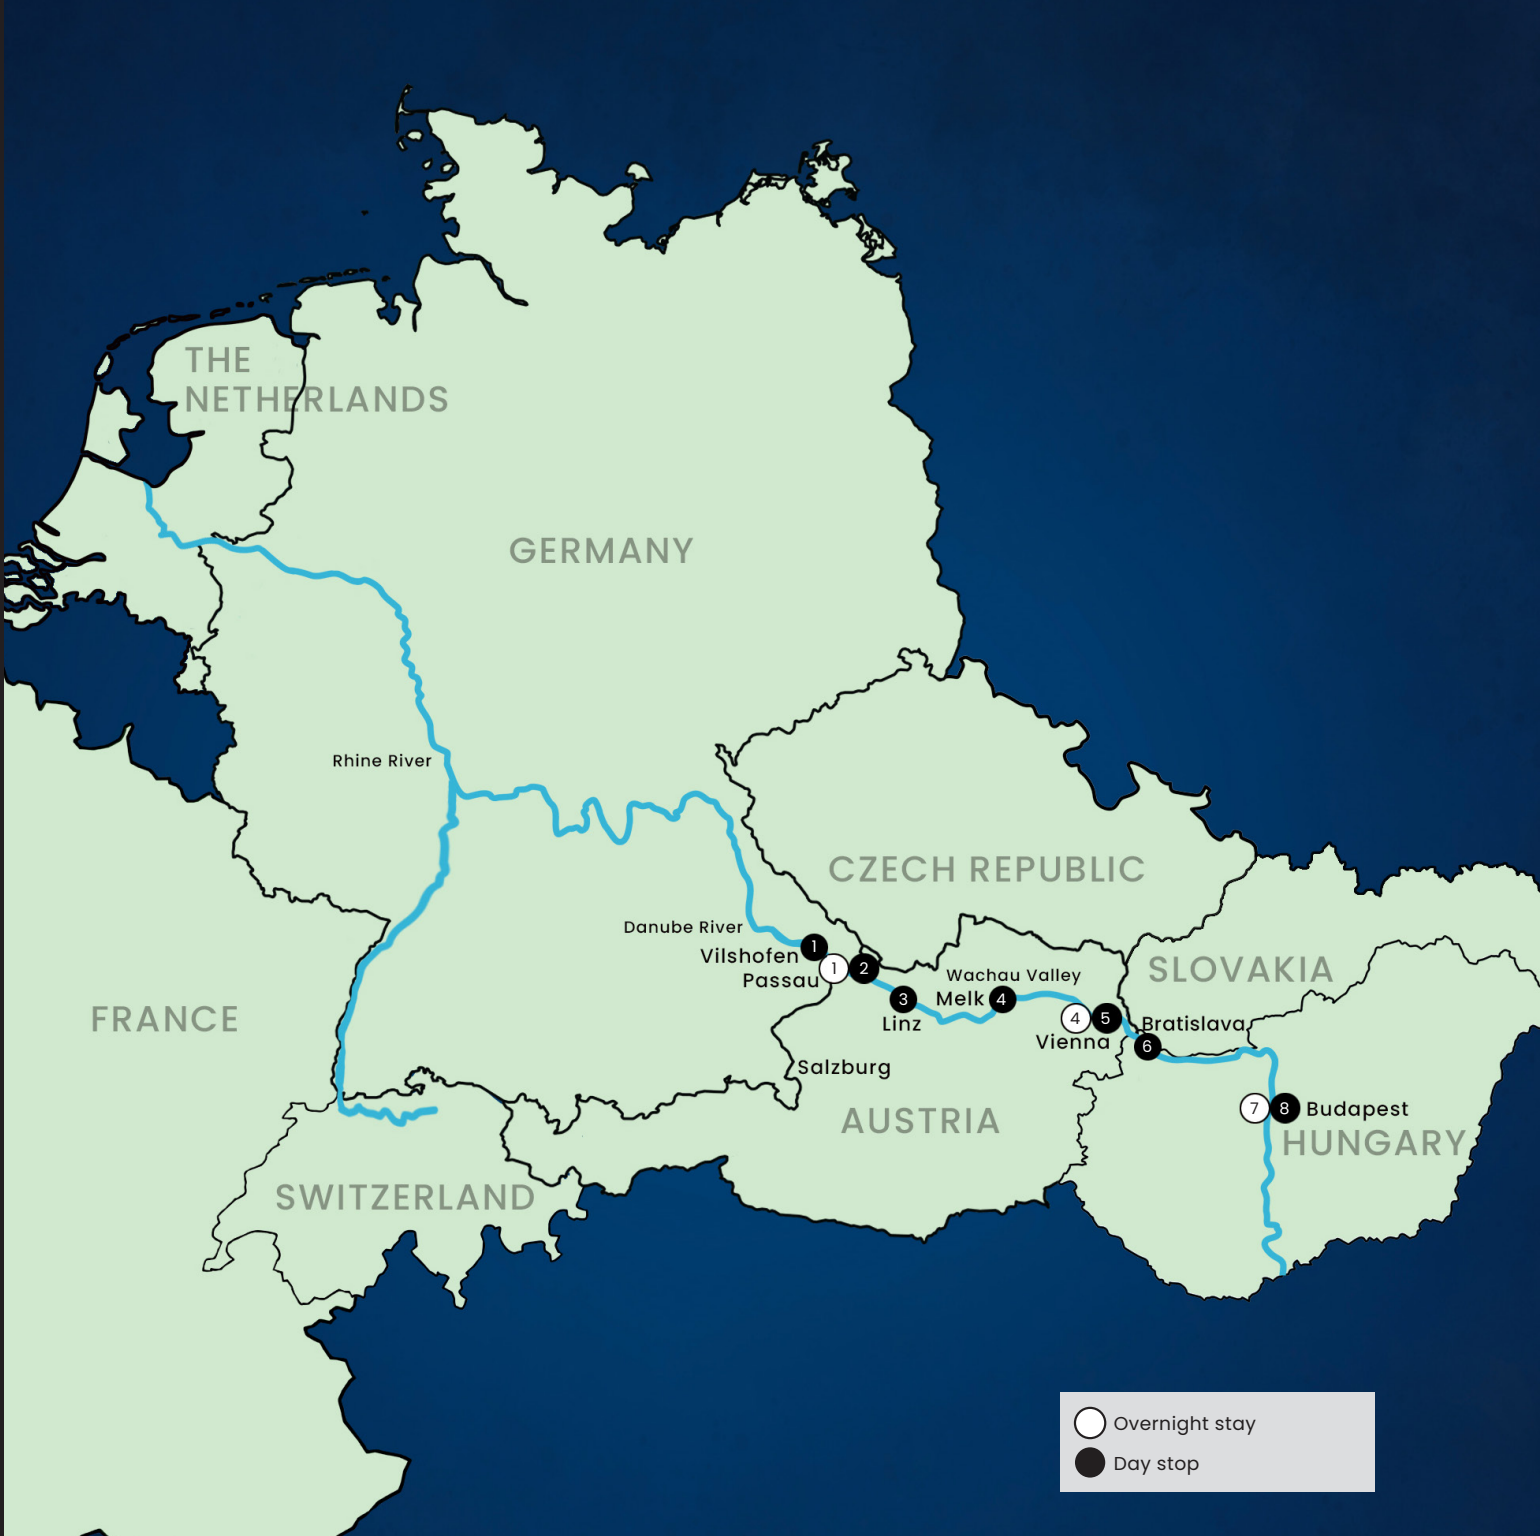 THE
NETHERLANDS
GERMANY
Rhine River
CZECH REPUBLIC
Danube River
Vilshofen 1
Passau 1 2
3
Linz
Wachau Valley
Melk 4
4 5
Vienna
SLOVAKIA
Bratislava
6
FRANCE
Salzburg
AUSTRIA
7 8 Budapest
HUNGARY
SWITZERLAND
Overnight stay
Day stop